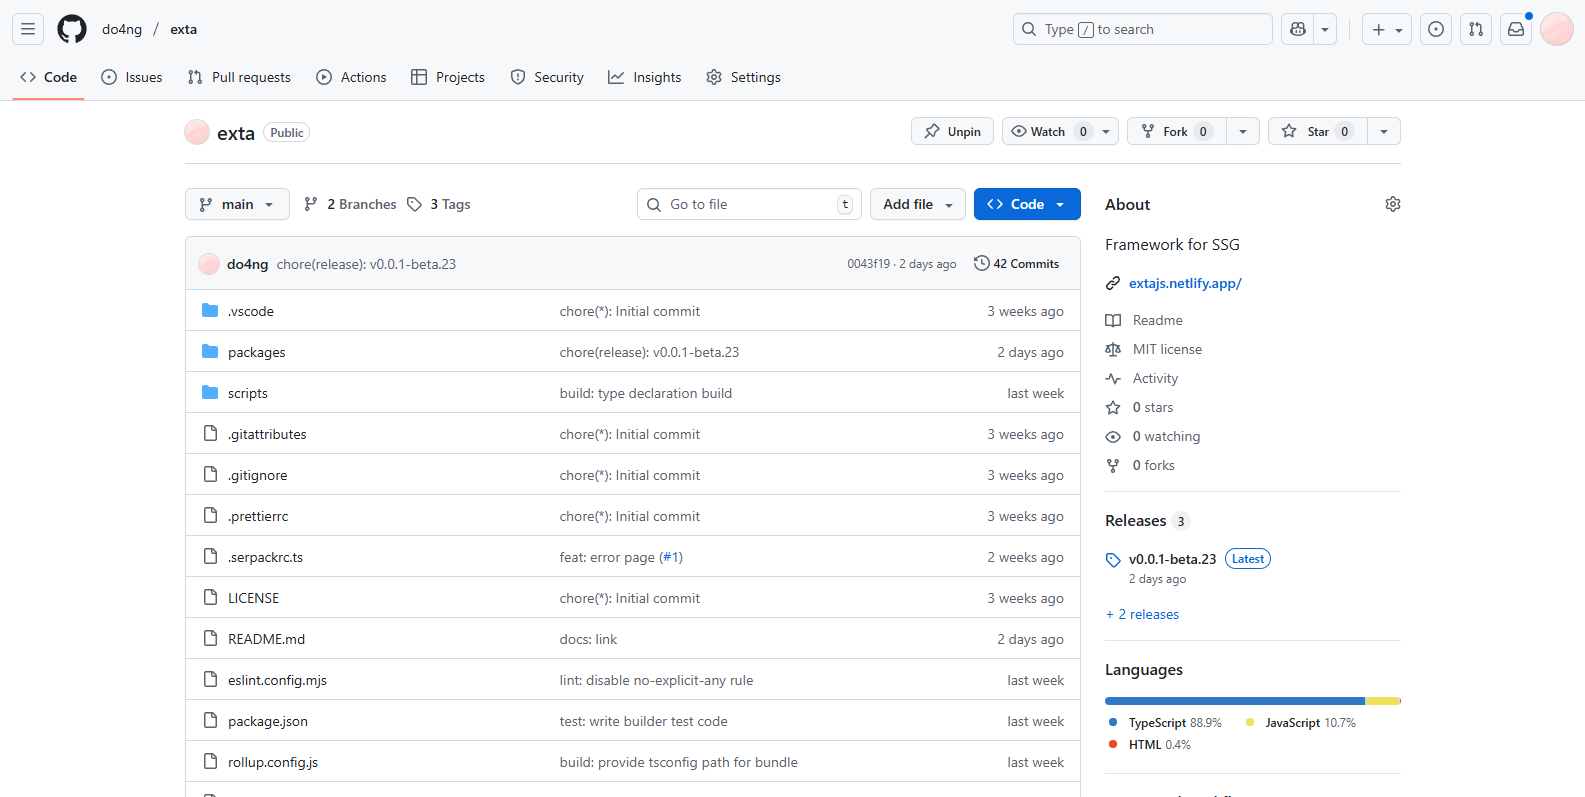 do4ng / exta
Type / to search
Code Issues Pull requests Actions Projects Security Insights Settings
exta Public
Unpin Watch 0 Fork 0 Star 0
main 2 Branches 3 Tags Go to file t Add file Code
do4ng chore(release): v0.0.1-beta.23 0043f19 · 2 days ago 42 Commits
.vscode chore(*): Initial commit 3 weeks ago
packages chore(release): v0.0.1-beta.23 2 days ago
scripts build: type declaration build last week
.gitattributes chore(*): Initial commit 3 weeks ago
.gitignore chore(*): Initial commit 3 weeks ago
.prettierrc chore(*): Initial commit 3 weeks ago
.serpackrc.ts feat: error page (#1) 2 weeks ago
LICENSE chore(*): Initial commit 3 weeks ago
README.md docs: link 2 days ago
eslint.config.mjs lint: disable no-explicit-any rule last week
package.json test: write builder test code last week
rollup.config.js build: provide tsconfig path for bundle last week
About
Framework for SSG
extajs.netlify.app/
Readme
MIT license
Activity
0 stars
0 watching
0 forks
Releases 3
v0.0.1-beta.23 Latest
2 days ago
+ 2 releases
Languages
TypeScript 88.9% JavaScript 10.7%
HTML 0.4%